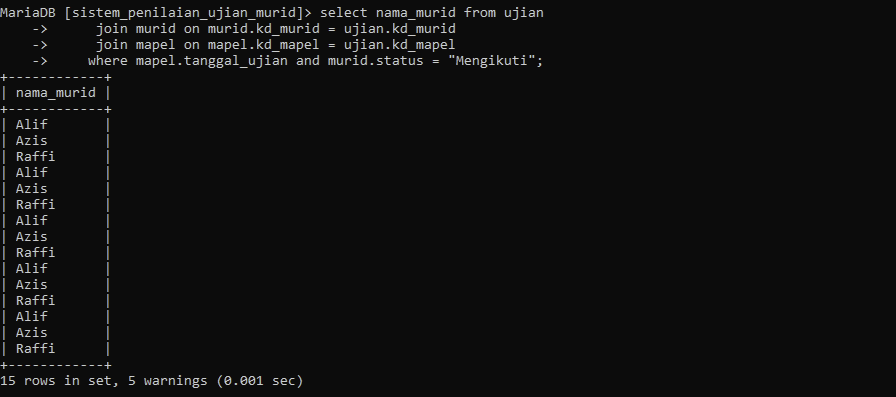 MariaDB [sistem_penilaian_ujian_murid]> select nama_murid from ujian
    ->      join murid on murid.kd_murid = ujian.kd_murid
    ->      join mapel on mapel.kd_mapel = ujian.kd_mapel
    ->     where mapel.tanggal_ujian and murid.status = "Mengikuti";
+------------+
| nama_murid |
+------------+
| Alif       |
| Azis       |
| Raffi      |
| Alif       |
| Azis       |
| Raffi      |
| Alif       |
| Azis       |
| Raffi      |
| Alif       |
| Azis       |
| Raffi      |
| Alif       |
| Azis       |
| Raffi      |
+------------+
15 rows in set, 5 warnings (0.001 sec)